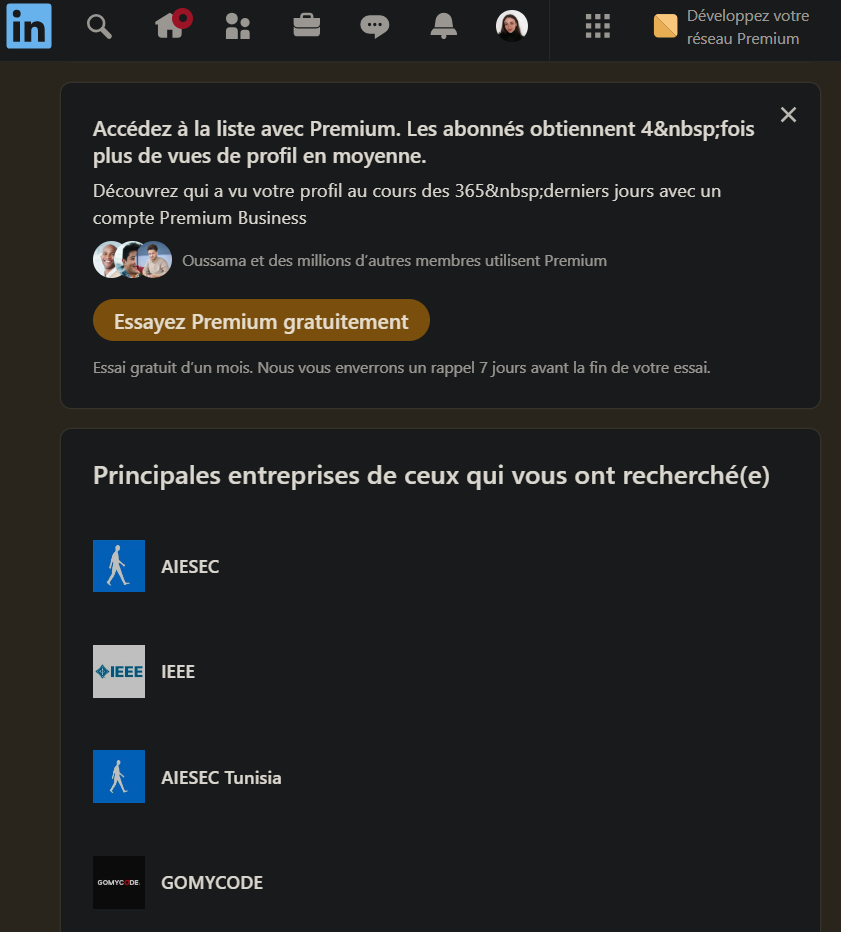 in
Développez votre
réseau Premium
Accédez à la liste avec Premium. Les abonnés obtiennent 4&nbsp;fois
plus de vues de profil en moyenne.
Découvrez qui a vu votre profil au cours des 365&nbsp;derniers jours avec un
compte Premium Business
Oussama et des millions d’autres membres utilisent Premium
Essayez Premium gratuitement
Essai gratuit d’un mois. Nous vous enverrons un rappel 7 jours avant la fin de votre essai.
Principales entreprises de ceux qui vous ont recherché(e)
AIESEC
IEEE IEEE
AIESEC Tunisia
GOMYCODE. GOMYCODE